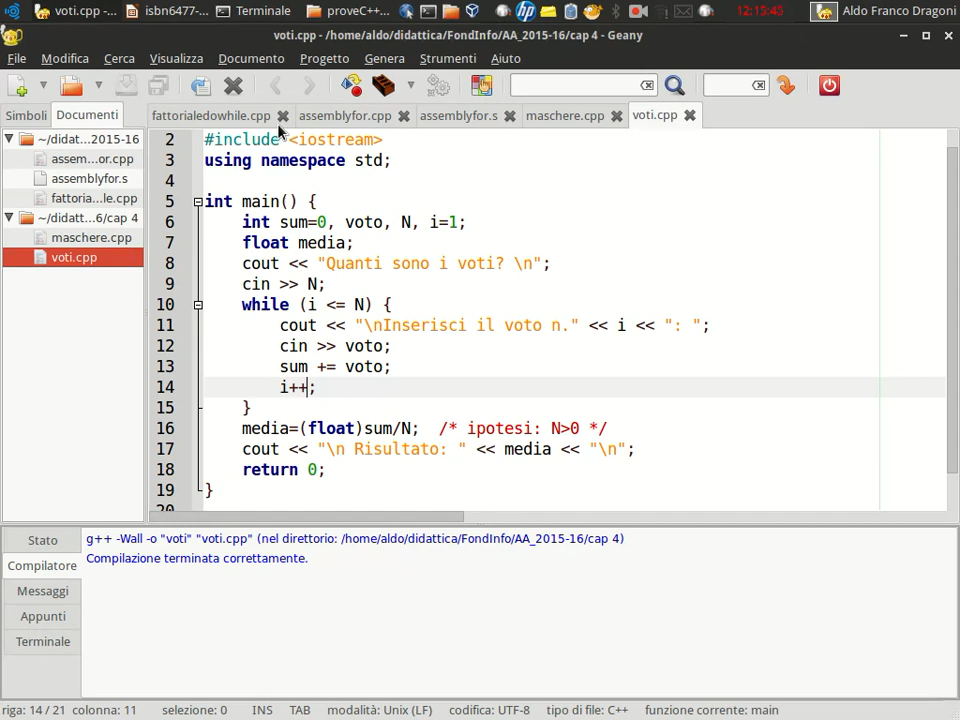 voti.cpp -...
isbn6477-...
Terminale
proveC++...
12:15:45
Aldo Franco Dragoni
voti.cpp - /home/aldo/didattica/FondInfo/AA_2015-16/cap 4 - Geany
File Modifica Cerca Visualizza Documento Progetto Genera Strumenti Aiuto
Simboli Documenti
fattorialedowhile.cpp assemblyfor.cpp assemblyfor.s maschere.cpp voti.cpp
~/didat...2015-16
assem...or.cpp
assemblyfor.s
fattoria...le.cpp
~/didatt...6/cap 4
maschere.cpp
voti.cpp
2 #include <iostream>
3 using namespace std;
4
5 int main() {
6 int sum=0, voto, N, i=1;
7 float media;
8 cout << "Quanti sono i voti? \n";
9 cin >> N;
10 while (i <= N) {
11 cout << "\nInserisci il voto n." << i << ": ";
12 cin >> voto;
13 sum += voto;
14 i++;
15 }
16 media=(float)sum/N; /* ipotesi: N>0 */
17 cout << "\n Risultato: " << media << "\n";
18 return 0;
19 }
20
Stato
Compilatore
Messaggi
Appunti
Terminale
g++ -Wall -o "voti" "voti.cpp" (nel direttorio: /home/aldo/didattica/FondInfo/AA_2015-16/cap 4)
Compilazione terminata correttamente.
riga: 14 / 21 colonna: 11 selezione: 0 INS TAB modalità: Unix (LF) codifica: UTF-8 tipo di file: C++ funzione corrente: main